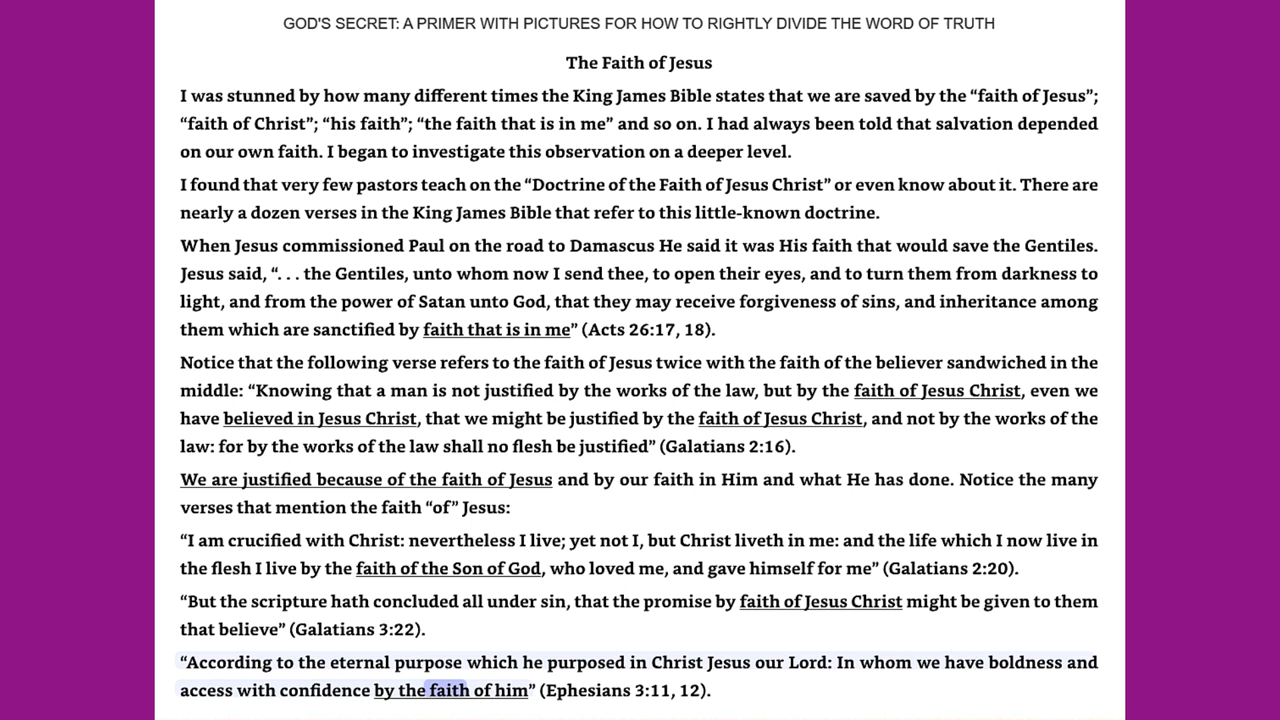 GOD'S SECRET: A PRIMER WITH PICTURES FOR HOW TO RIGHTLY DIVIDE THE WORD OF TRUTH
The Faith of Jesus
I was stunned by how many different times the King James Bible states that we are saved by the “faith of Jesus”;
“faith of Christ”; “his faith”; “the faith that is in me” and so on. I had always been told that salvation depended
on our own faith. I began to investigate this observation on a deeper level.
I found that very few pastors teach on the “Doctrine of the Faith of Jesus Christ” or even know about it. There are
nearly a dozen verses in the King James Bible that refer to this little-known doctrine.
When Jesus commissioned Paul on the road to Damascus He said it was His faith that would save the Gentiles.
Jesus said, “. . . the Gentiles, unto whom now I send thee, to open their eyes, and to turn them from darkness to
light, and from the power of Satan unto God, that they may receive forgiveness of sins, and inheritance among
them which are sanctified by faith that is in me” (Acts 26:17, 18).
Notice that the following verse refers to the faith of Jesus twice with the faith of the believer sandwiched in the
middle: “Knowing that a man is not justified by the works of the law, but by the faith of Jesus Christ, even we
have believed in Jesus Christ, that we might be justified by the faith of Jesus Christ, and not by the works of the
law: for by the works of the law shall no flesh be justified” (Galatians 2:16).
We are justified because of the faith of Jesus and by our faith in Him and what He has done. Notice the many
verses that mention the faith “of” Jesus:
“I am crucified with Christ: nevertheless I live; yet not I, but Christ liveth in me: and the life which I now live in
the flesh I live by the faith of the Son of God, who loved me, and gave himself for me” (Galatians 2:20).
“But the scripture hath concluded all under sin, that the promise by faith of Jesus Christ might be given to them
that believe” (Galatians 3:22).
“According to the eternal purpose which he purposed in Christ Jesus our Lord: In whom we have boldness and
access with confidence by the faith of him” (Ephesians 3:11, 12).